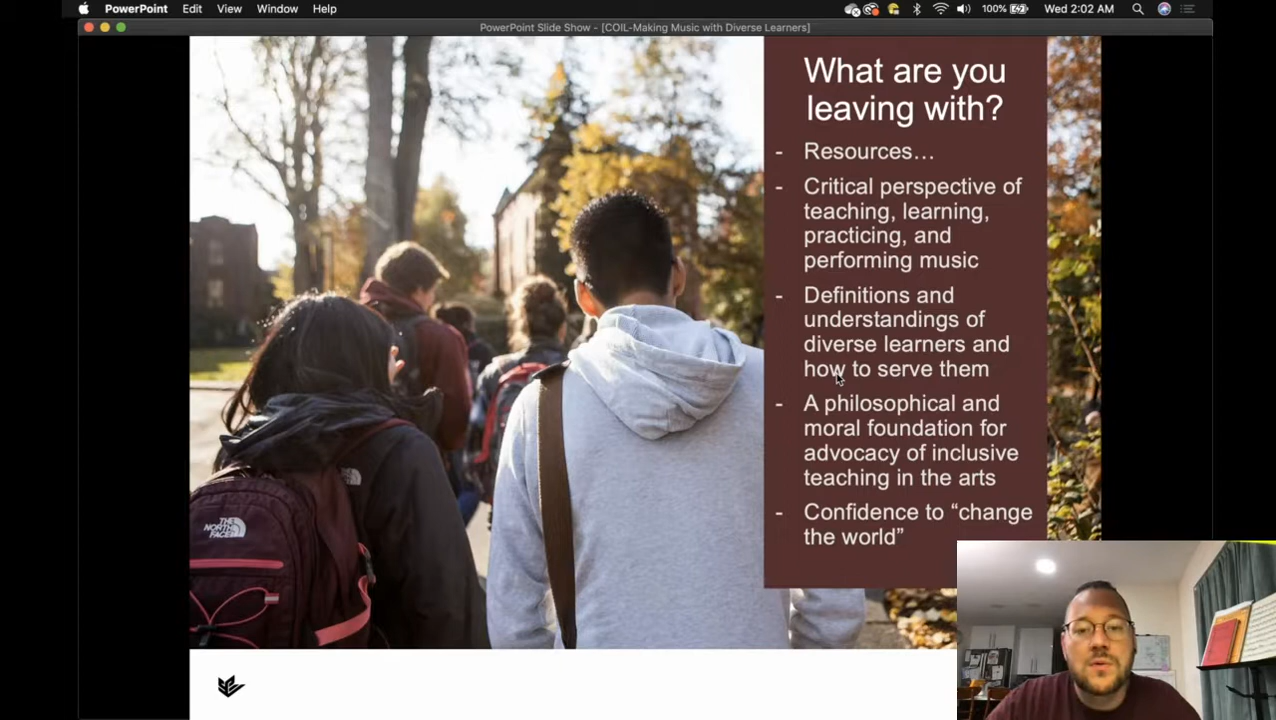 PowerPoint Edit View Window Help 100% Wed 2:02 AM
PowerPoint Slide Show - [COIL-Making Music with Diverse Learners]
What are you
leaving with?
- Resources…
- Critical perspective of
teaching, learning,
practicing, and
performing music
- Definitions and
understandings of
diverse learners and
how to serve them
- A philosophical and
moral foundation for
advocacy of inclusive
teaching in the arts
- Confidence to “change
the world”
THE
NORTH
FACE